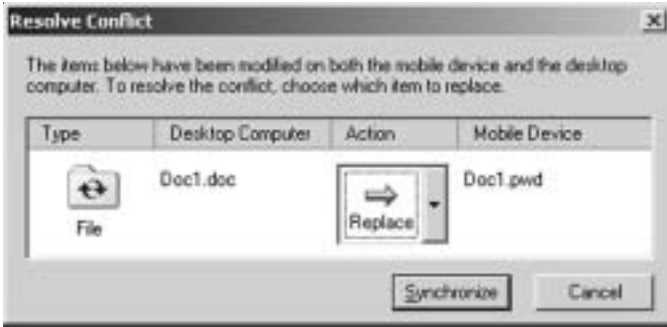 Resolve Conflict
The items below have been modified on both the mobile device and the desktop
computer. To resolve the conflict, choose which item to replace.
Type Desktop Computer Action Mobile Device
Doc1.doc Doc1.pwd
Replace
File
Synchronize Cancel